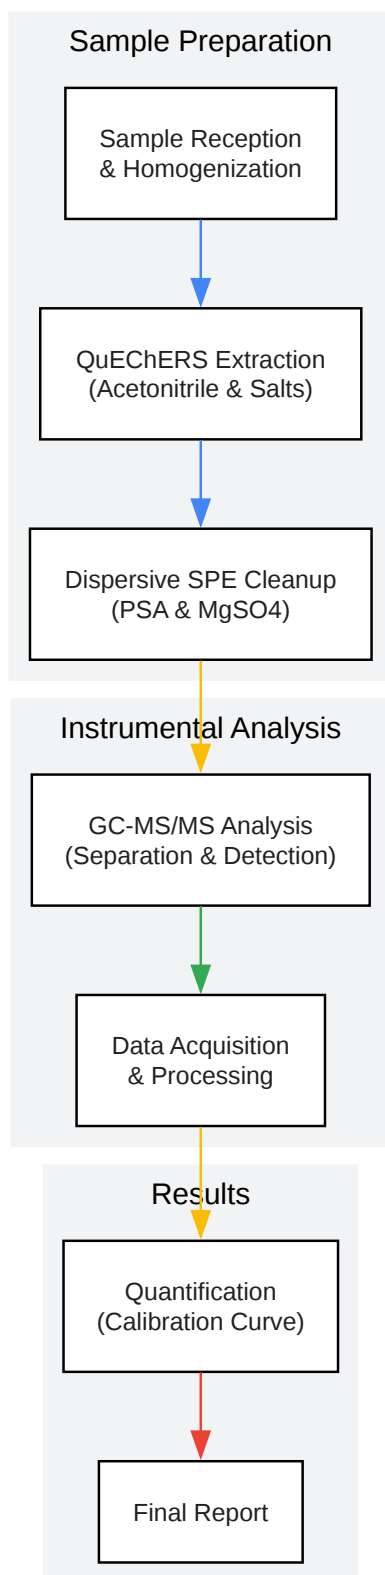 Sample Preparation
Sample Reception
& Homogenization
QuEChERS Extraction
(Acetonitrile & Salts)
Dispersive SPE Cleanup
(PSA & MgSO4)
Instrumental Analysis
GC-MS/MS Analysis
(Separation & Detection)
Data Acquisition
& Processing
Results
Quantification
(Calibration Curve)
Final Report